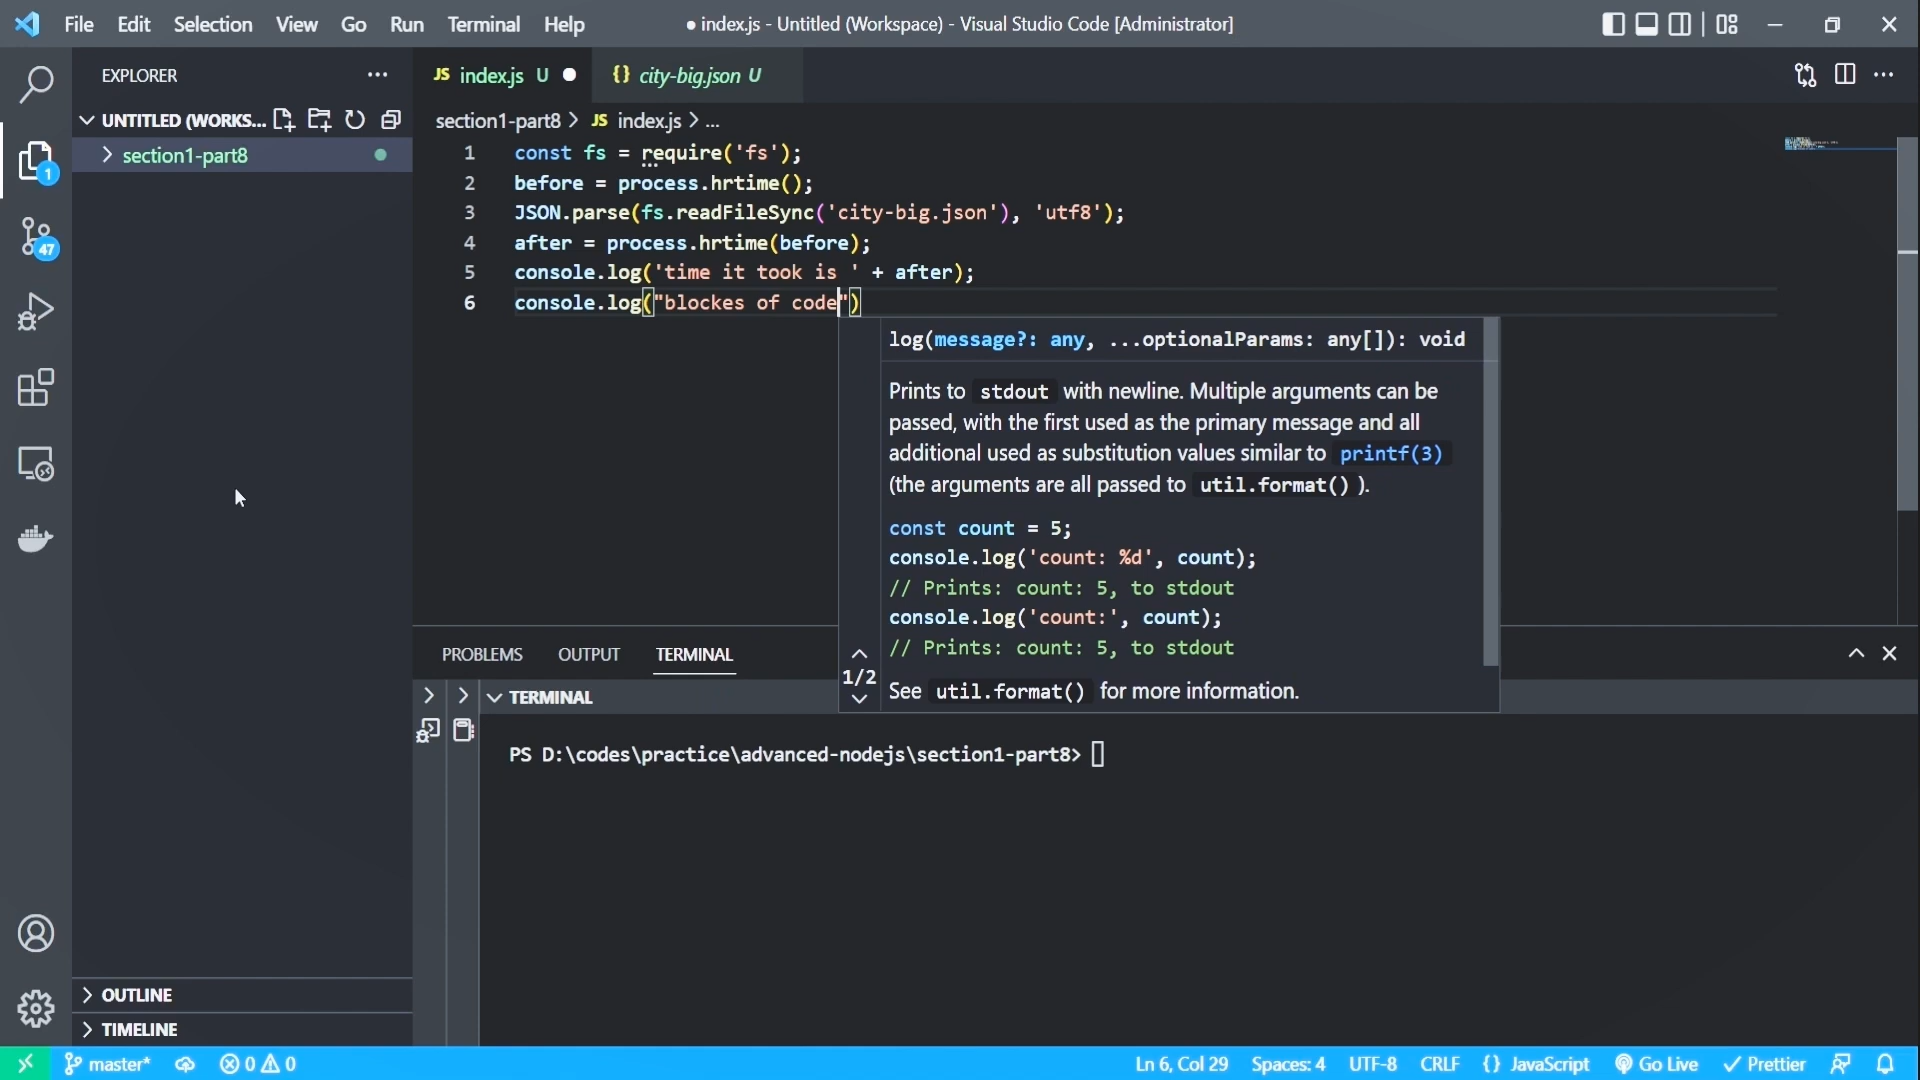 File Edit Selection View Go Run Terminal Help
● index.js - Untitled (Workspace) - Visual Studio Code [Administrator]
EXPLORER
UNTITLED (WORKS...
section1-part8
1
47
JS index.js U
{} city-big.json U
section1-part8 > JS index.js > ...
1 const fs = require('fs');
2 before = process.hrtime();
3 JSON.parse(fs.readFileSync('city-big.json'), 'utf8');
4 after = process.hrtime(before);
5 console.log('time it took is ' + after);
6 console.log("blockes of code")
log(message?: any, ...optionalParams: any[]): void
Prints to stdout with newline. Multiple arguments can be
passed, with the first used as the primary message and all
additional used as substitution values similar to printf(3)
(the arguments are all passed to util.format() ).
const count = 5;
console.log('count: %d', count);
// Prints: count: 5, to stdout
console.log('count:', count);
// Prints: count: 5, to stdout
1/2
See util.format() for more information.
PROBLEMS OUTPUT TERMINAL
TERMINAL
PS D:\codes\practice\advanced-nodejs\section1-part8>
OUTLINE
TIMELINE
master* 0 0
Ln 6, Col 29 Spaces: 4 UTF-8 CRLF {} JavaScript Go Live Prettier